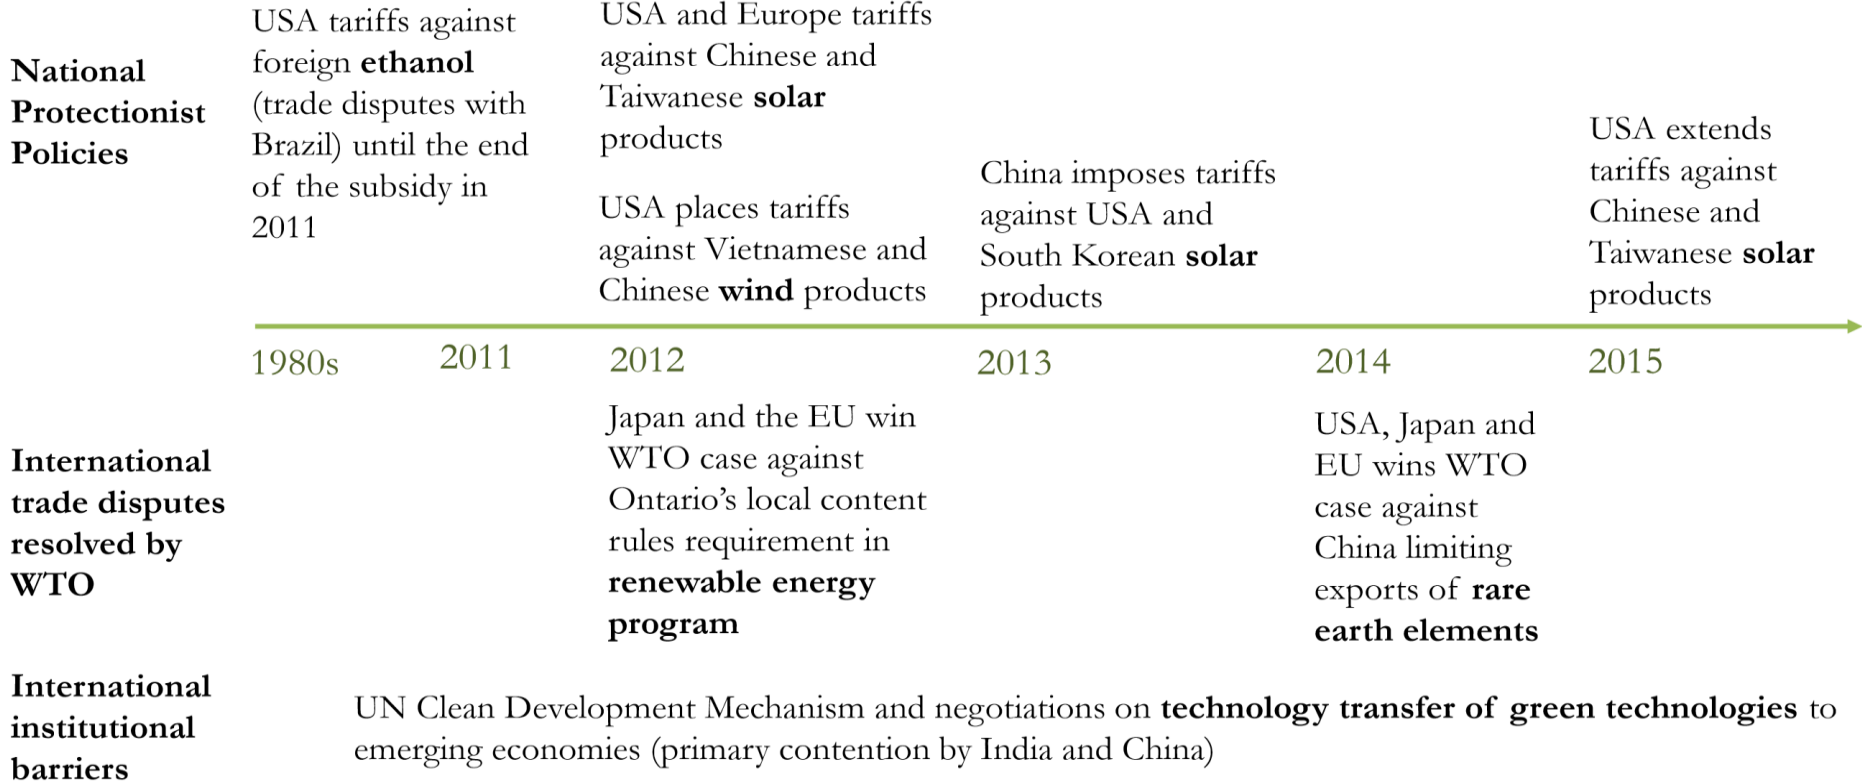 National
Protectionist
Policies
USA tariffs against
foreign ethanol
(trade disputes with
Brazil) until the end
of the subsidy in
2011
USA and Europe tariffs
against Chinese and
Taiwanese solar
products
USA places tariffs
against Vietnamese and
Chinese wind products
China imposes tariffs
against USA and
South Korean solar
products
USA extends
tariffs against
Chinese and
Taiwanese solar
products
1980s
2011
2012
2013
2014
2015
International
trade disputes
resolved by
WTO
Japan and the EU win
WTO case against
Ontario's local content
rules requirement in
renewable energy
program
USA, Japan and
EU wins WTO
case against
China limiting
exports of rare
earth elements
International
institutional
barriers
UN Clean Development Mechanism and negotiations on technology transfer of green technologies to
emerging economies (primary contention by India and China)